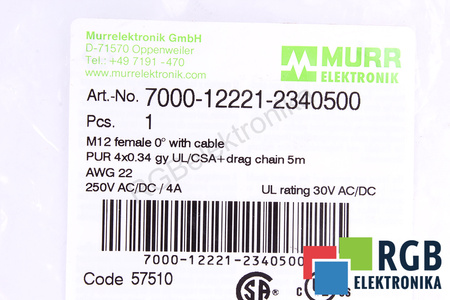 Murrelektronik GmbH
D-71570 Oppenweiler
Tel.: +49 7191 - 470
www.murrelektronik.com
MURR
ELEKTRONIK
Art.-No. 7000-12221-2340500
Pcs. 1
M12 female 0° with cable
PUR 4x0.34 gy UL/CSA+drag chain 5m
AWG 22
250V AC/DC / 4A UL rating 30V AC/DC
7000-12221-2340500
Code 57510
RGB
ELEKTRONIKA
RGBelektronika